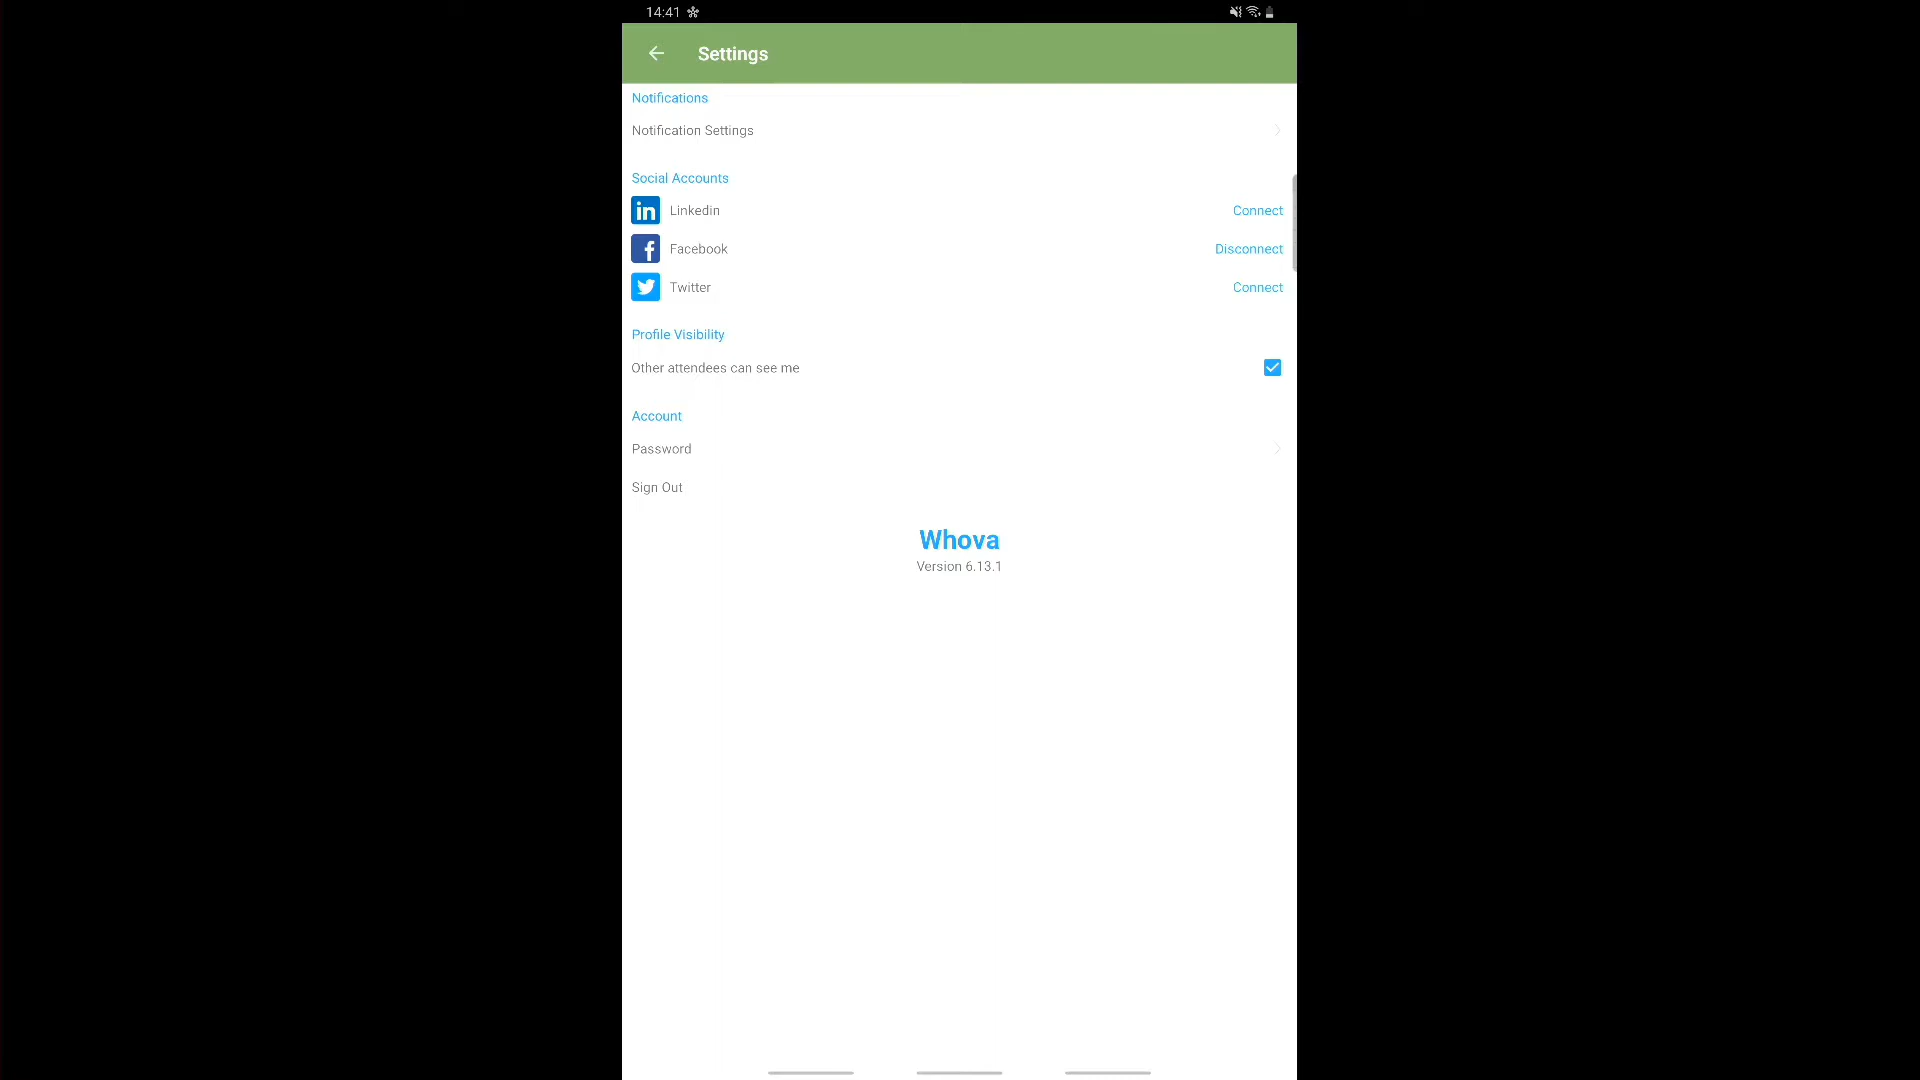 14:41
Settings
Notifications
Notification Settings
Social Accounts
in Linkedin Connect
f Facebook Disconnect
Twitter Connect
Profile Visibility
Other attendees can see me
Account
Password
Sign Out
Whova
Version 6.13.1